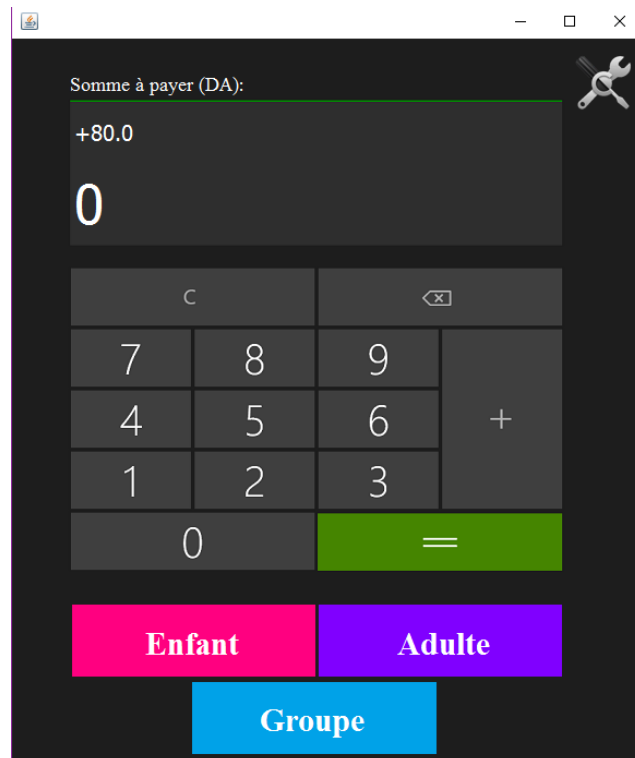 Somme à payer (DA):
+80.0
0
C
7 8 9
+
4 5 6
1 2 3
0 =
Enfant Adulte
Groupe